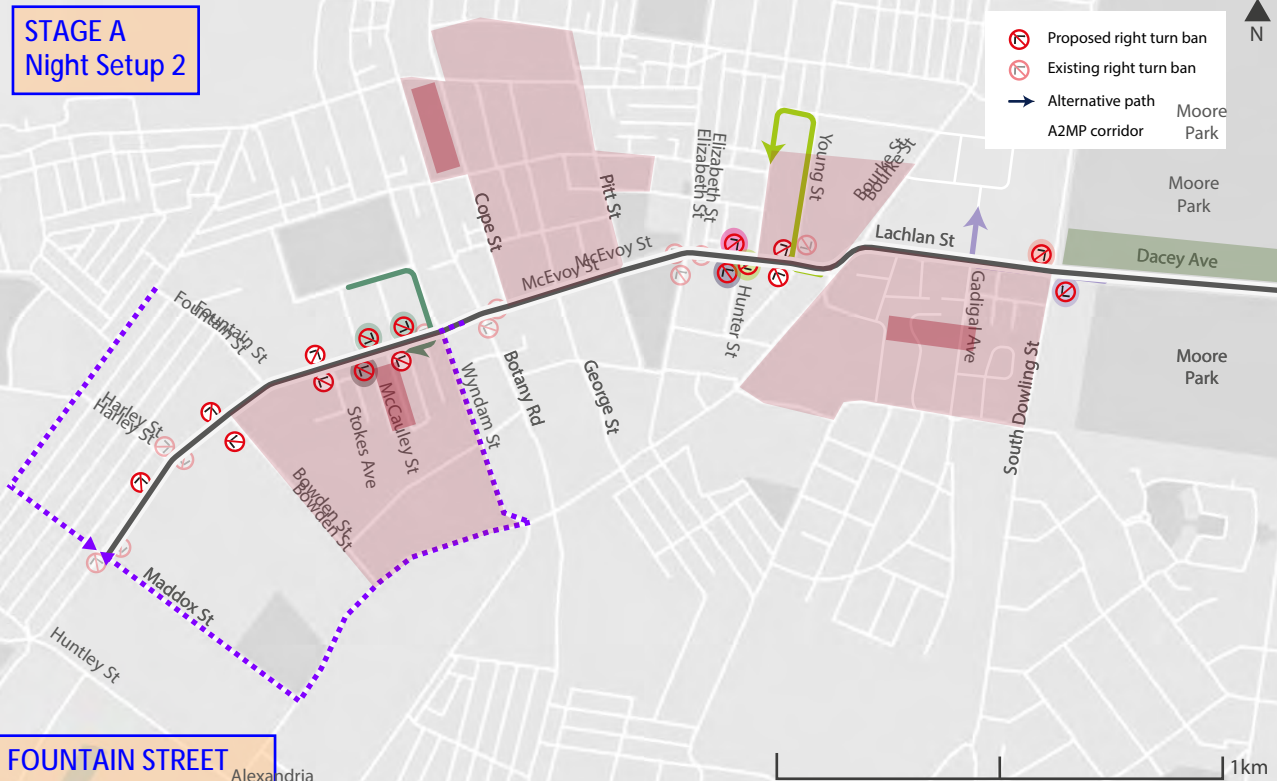 STAGE A
Night Setup 2
N
Proposed right turn ban
Existing right turn ban
Alternative path
A2MP corridor
Moore
Park
Moore
Park
Elizabeth St
Elizabeth St
Young St
Bourke St
Bourke St
Pitt St
Cope St
McEvoy St
McEvoy St
Lachlan St
Dacey Ave
Hunter St
Gadigal Ave
Fountain St
Fountain St
Moore
Park
Wyndam St
Botany Rd
George St
South Dowling St
McCauley St
Stokes Ave
Harley St
Harley St
Bowden St
Bowden St
Maddox St
Huntley St
FOUNTAIN STREET
Alexandria
1km